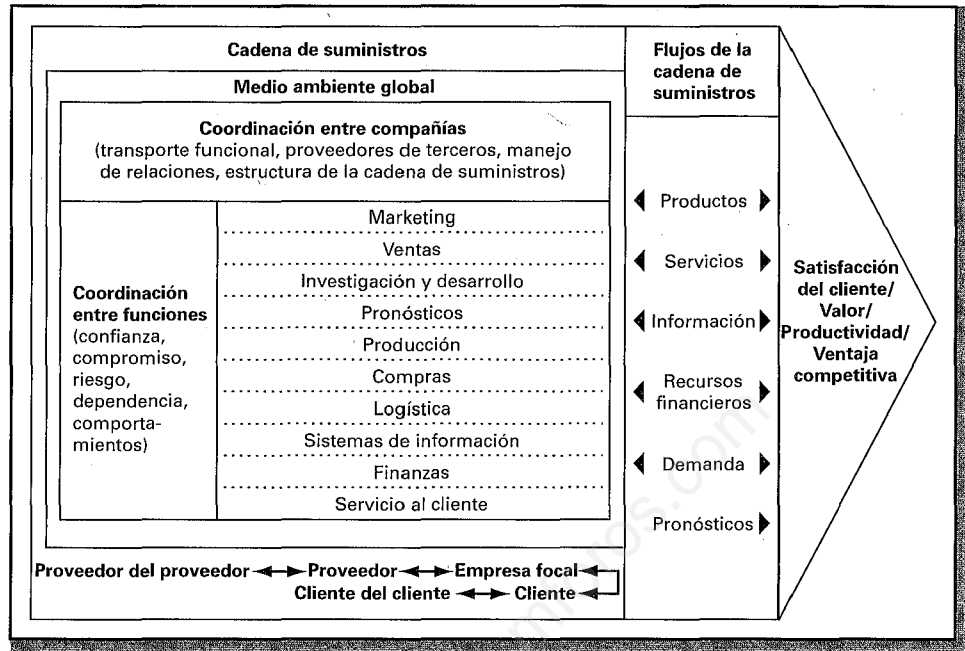 Cadena de suministros
Medio ambiente global
Coordinación entre compañías
(transporte funcional, proveedores de terceros, manejo
de relaciones, estructura de la cadena de suministros)
Coordinación
entre funciones
(confianza,
compromiso,
riesgo,
dependencia,
comporta-
mientos)
Marketing
Ventas
Investigación y desarrollo
Pronósticos
Producción
Compras
Logística
Sistemas de información
Finanzas
Servicio al cliente
Proveedor del proveedor Proveedor Empresa focal
Cliente del cliente Cliente
Flujos de la
cadena de
suministros
Productos
Servicios
Información
Recursos
financieros
Demanda
Pronósticos
Satisfacción
del cliente/
Valor/
Productividad/
Ventaja
competitiva